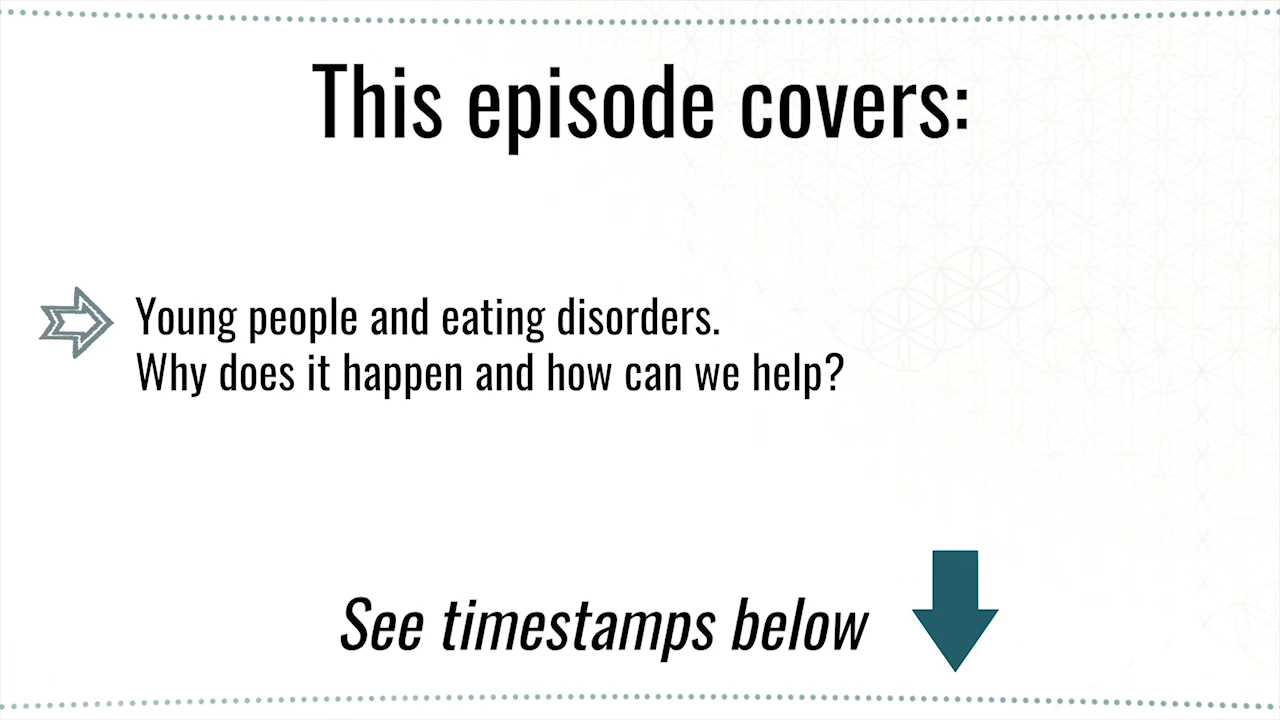 This episode covers:
Young people and eating disorders.
Why does it happen and how can we help?
See timestamps below